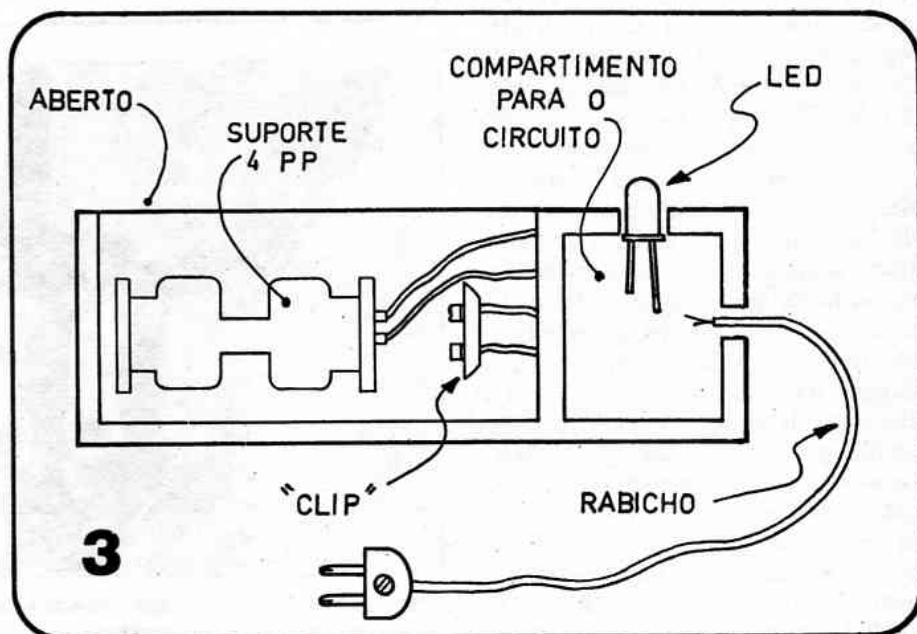 COMPARTIMENTO
PARA O
CIRCUITO
LED
ABERTO
SUPORTE
4 PP
"CLIP"
RABICHO
3